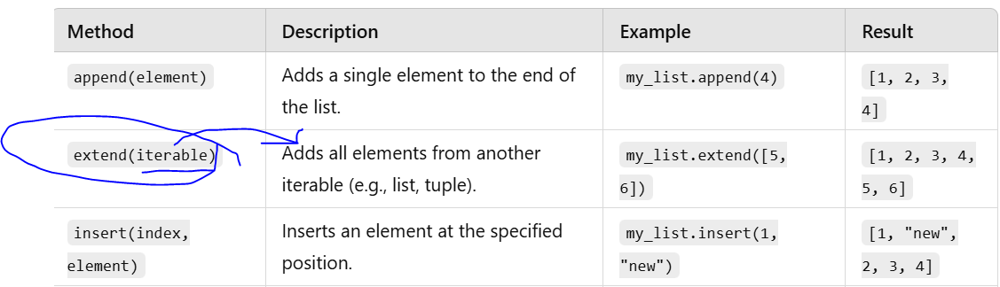 Method Description Example Result
append(element) Adds a single element to the end of my_list.append(4) [1, 2, 3,
the list. 4]
extend(iterable) Adds all elements from another my_list.extend([5, [1, 2, 3, 4,
iterable (e.g., list, tuple). 6]) 5, 6]
insert(index, Inserts an element at the specified my_list.insert(1, [1, "new",
element) position. "new") 2, 3, 4]